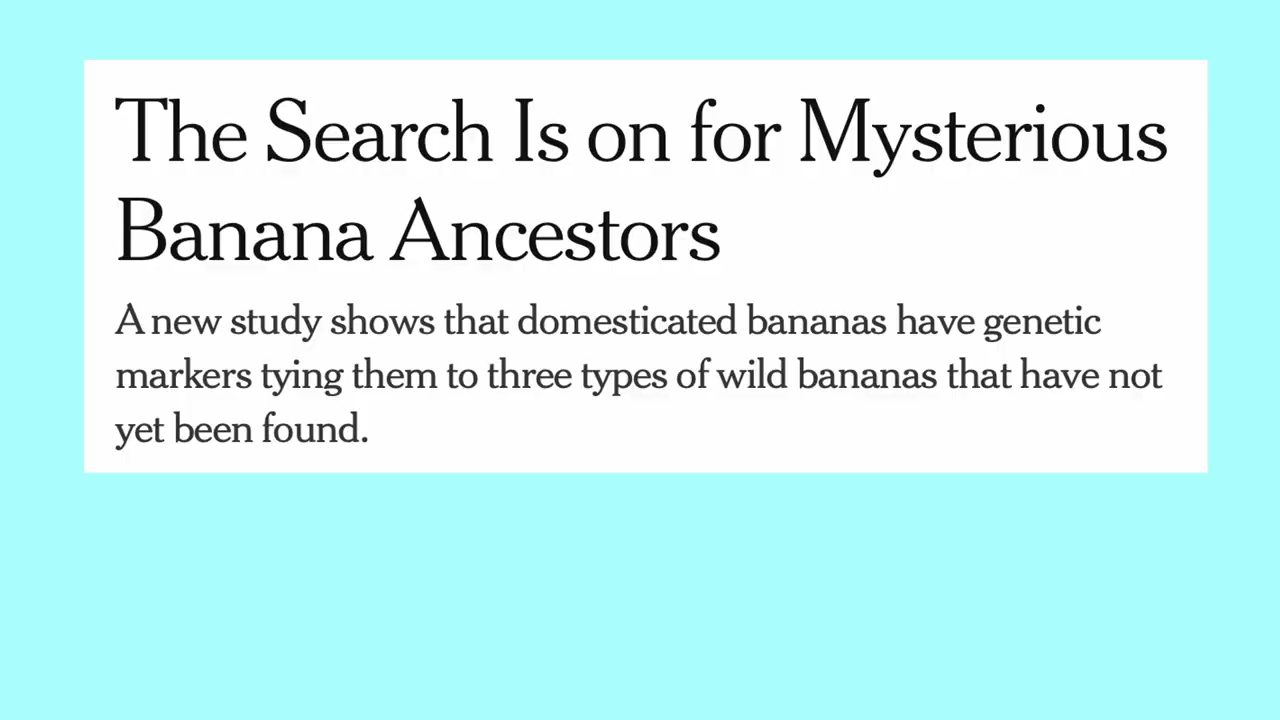 The Search Is on for Mysterious
Banana Ancestors
A new study shows that domesticated bananas have genetic
markers tying them to three types of wild bananas that have not
yet been found.